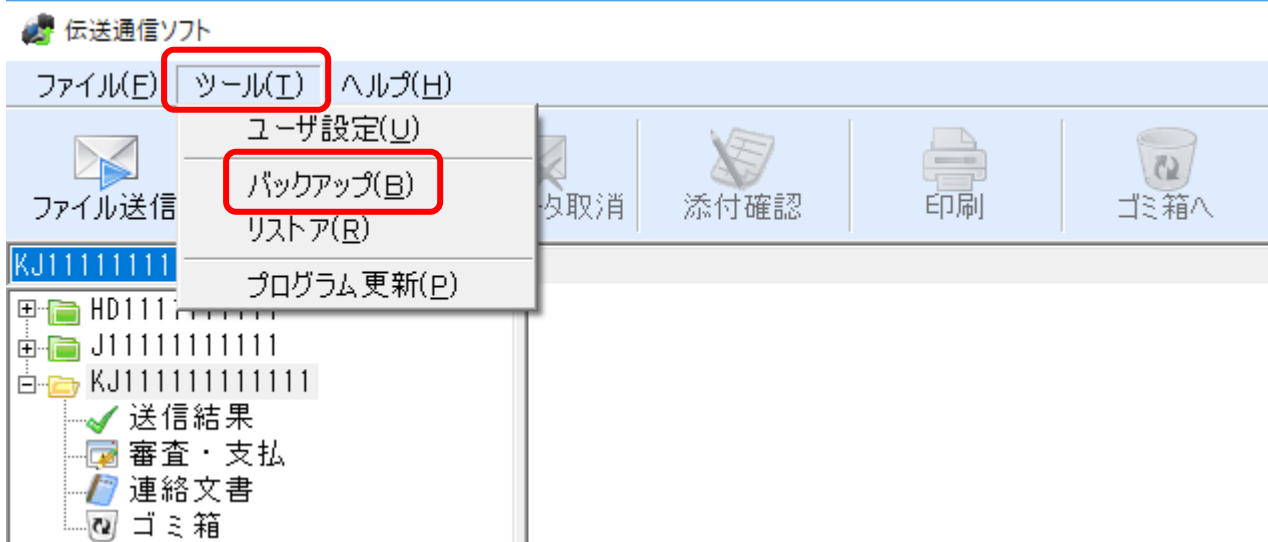 伝送通信ソフト
ファイル(F) ツール(T) ヘルプ(H)
ユーザ設定(U)
バックアップ(B)
リストア(R)
プログラム更新(P)
ファイル送信
タ取消
添付確認
印刷
ゴミ箱へ
KJ11111111
HD1111111111
J11111111111
KJ111111111111
送信結果
審査・支払
連絡文書
ゴミ箱